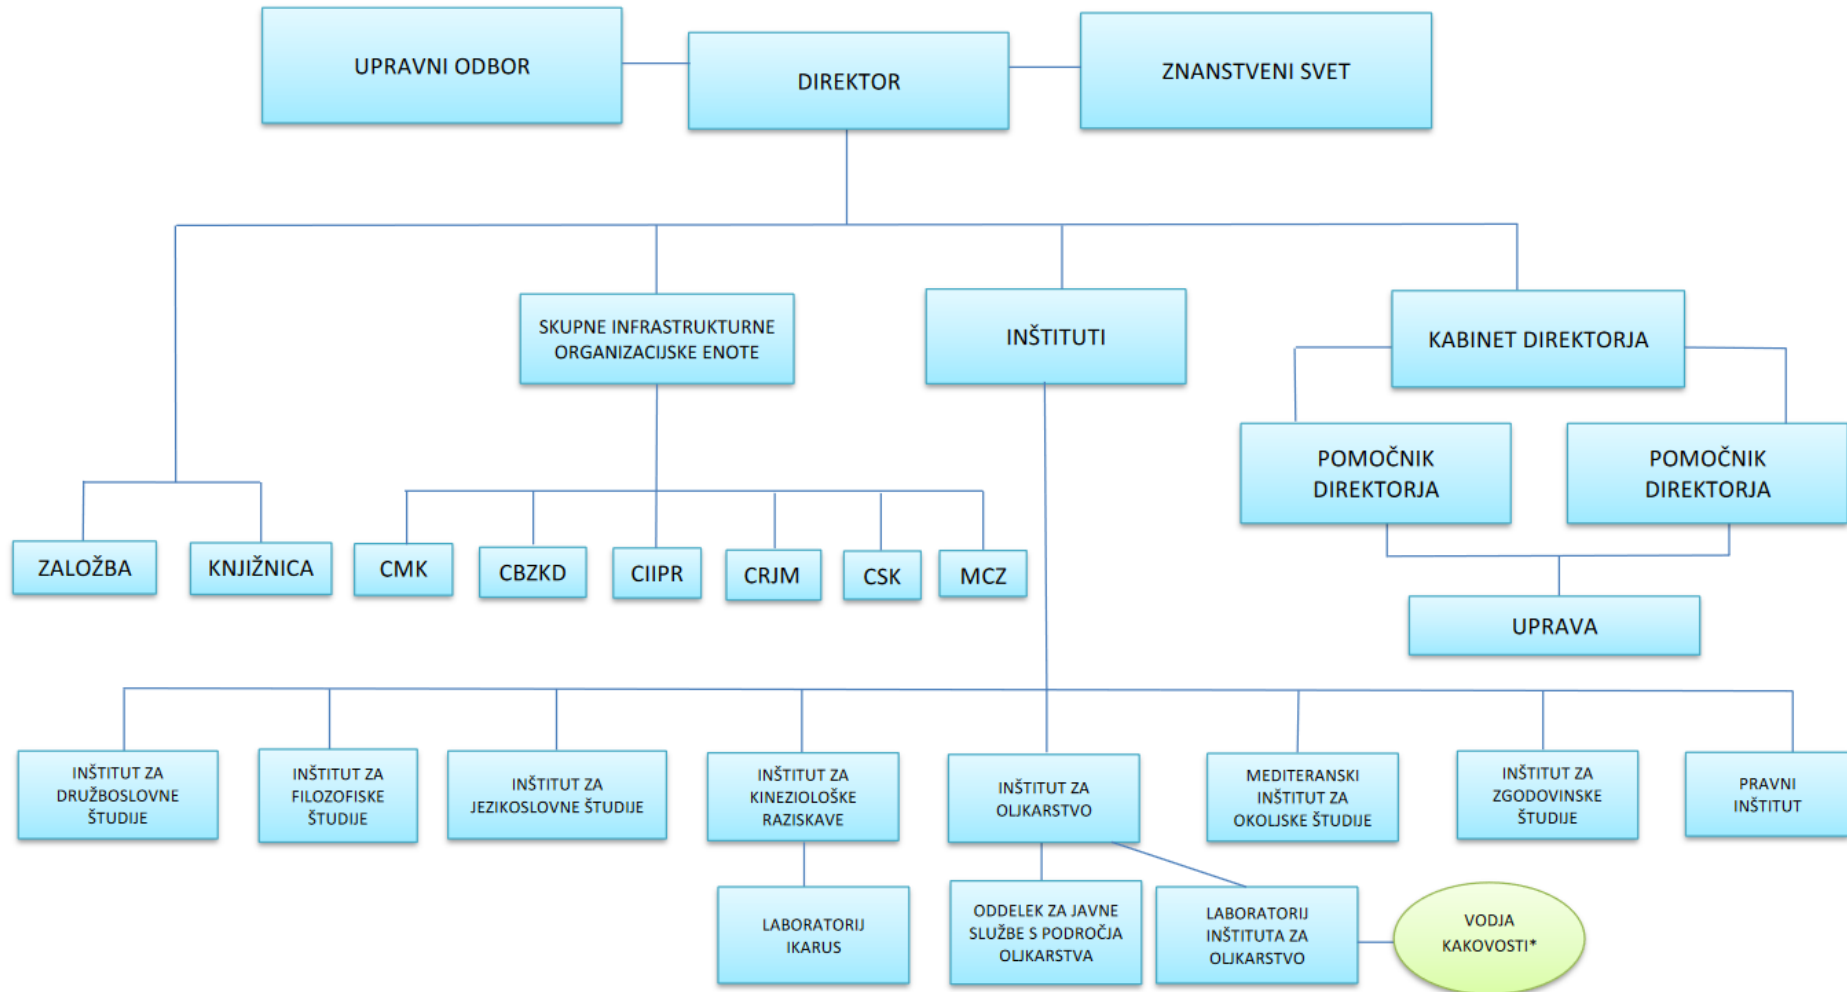 UPRAVNI ODBOR
DIREKTOR
ZNANSTVENI SVET
SKUPNE INFRASTRUKTURNE
ORGANIZACIJSKE ENOTE
INŠTITUTI
KABINET DIREKTORJA
POMOČNIK
DIREKTORJA
POMOČNIK
DIREKTORJA
ZALOŽBA
KNJIŽNICA
CMK
CBZKD
CIIPR
CRJM
CSK
MCZ
UPRAVA
INŠTITUT ZA
DRUŽBOSLOVNE
ŠTUDIJE
INŠTITUT ZA
FILOZOFISKE
ŠTUDIJE
INŠTITUT ZA
JEZIKOSLOVNE ŠTUDIJE
INŠTITUT ZA
KINEZIOLOŠKE
RAZISKAVE
INŠTITUT ZA
OLJKARSTVO
MEDITERANSKI
INŠTITUT ZA
OKOLJSKE ŠTUDIJE
INŠTITUT ZA
ZGODOVINSKE
ŠTUDIJE
PRAVNI
INŠTITUT
LABORATORIJ
IKARUS
ODDELEK ZA JAVNE
SLUŽBE S PODROČJA
OLJKARSTVA
LABORATORIJ
INŠTITUTA ZA
OLJKARSTVO
VODJA
KAKOVOSTI*